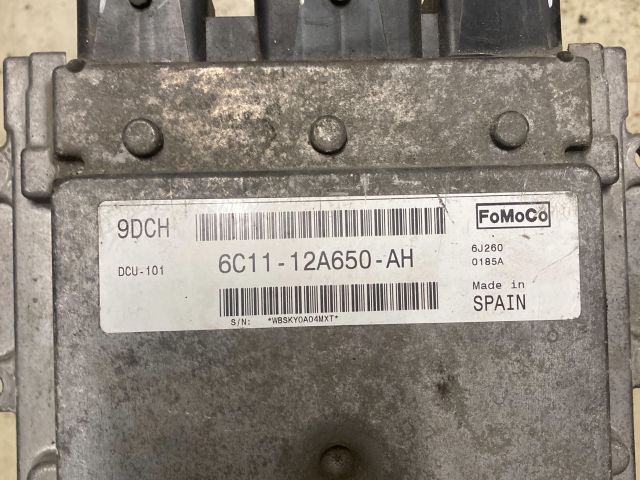 9DCH
FoMoCo
DCU-101
6C11-12A650-AH
6J260
0185A
Made in
SPAIN
S/N: *WBSKY0A04MXT*